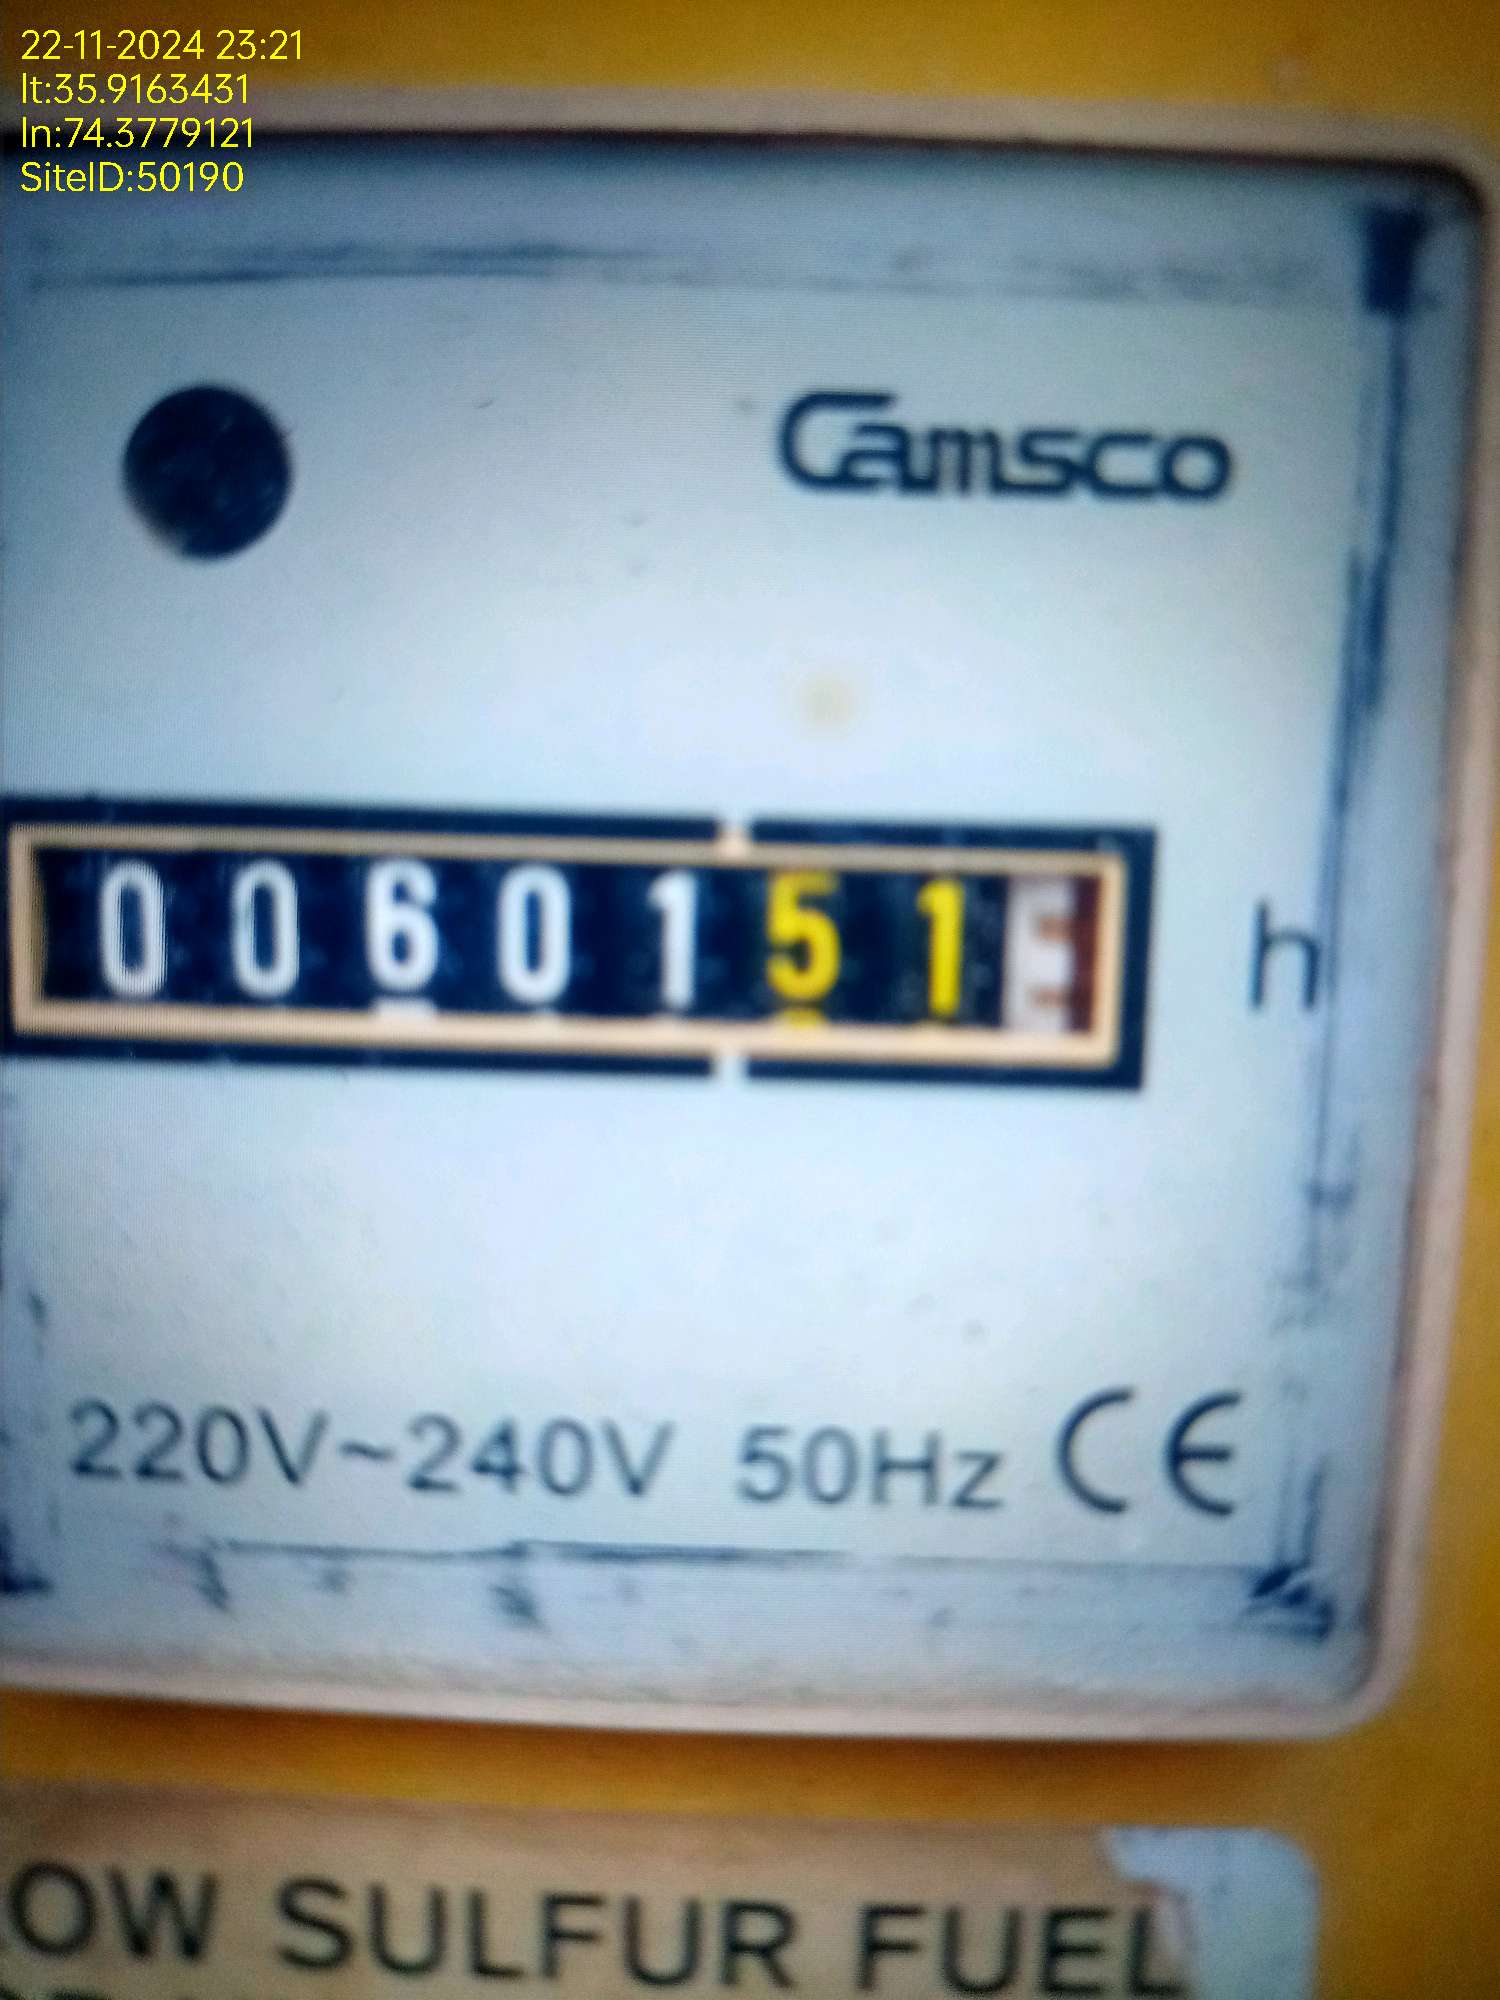 22-11-2024 23:21
lt:35.9163431
ln:74.3779121
SiteID:50190
Camsco
0060151 h
220V~240V 50Hz CE
OW SULFUR FUEL